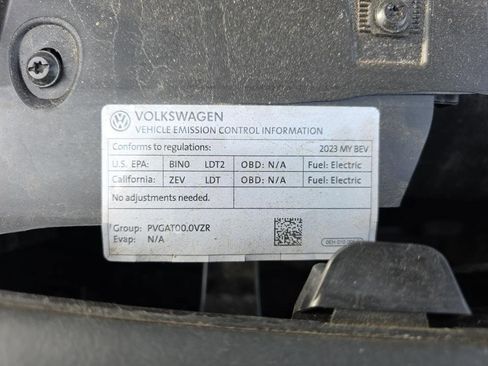 VOLKSWAGEN
VEHICLE EMISSION CONTROL INFORMATION
Conforms to regulations: 2023 MY BEV
U.S. EPA: BIN0 LDT2 OBD: N/A Fuel: Electric
California: ZEV LDT OBD: N/A Fuel: Electric
No adjustments needed.
Group: PVGAT00.0VZR
Evap: N/A